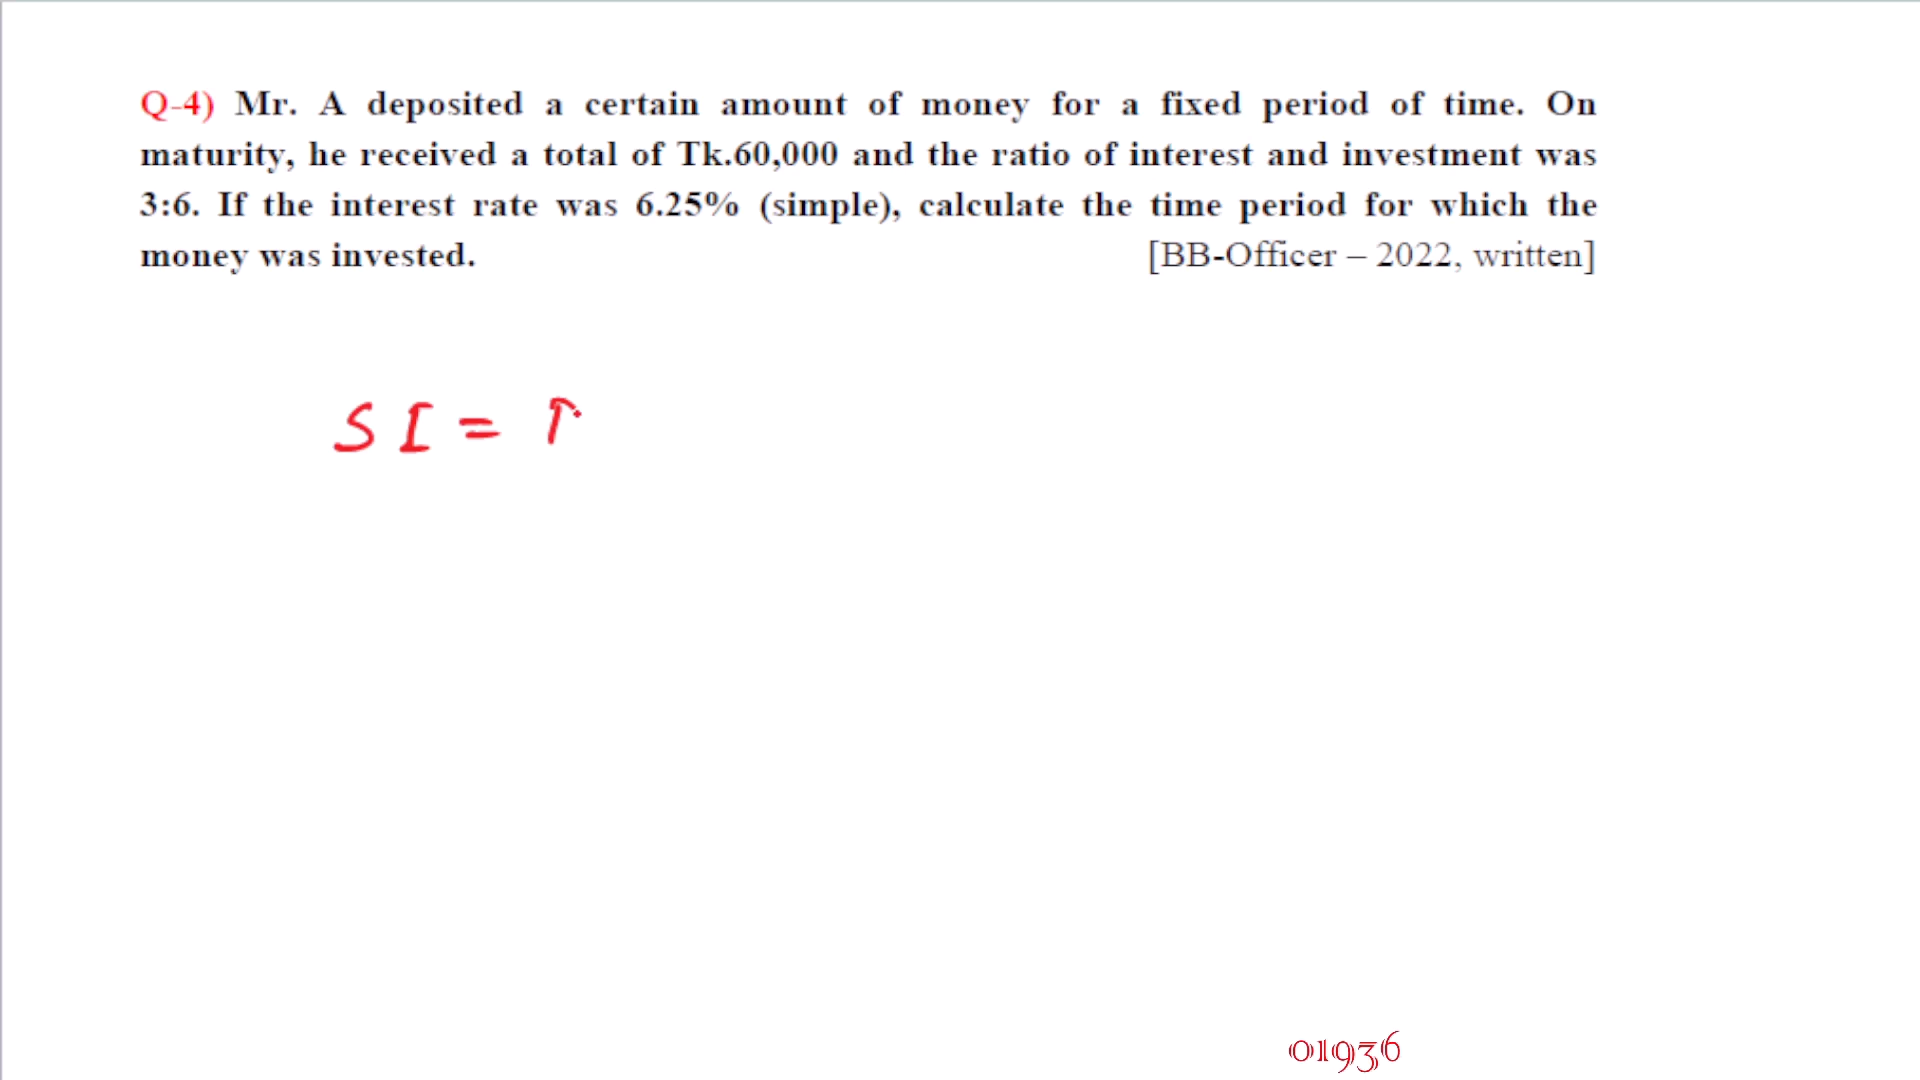 Q-4) Mr. A deposited a certain amount of money for a fixed period of time. On
maturity, he received a total of Tk.60,000 and the ratio of interest and investment was
3:6. If the interest rate was 6.25% (simple), calculate the time period for which the
money was invested. [BB-Officer – 2022, written]
SI =
01936